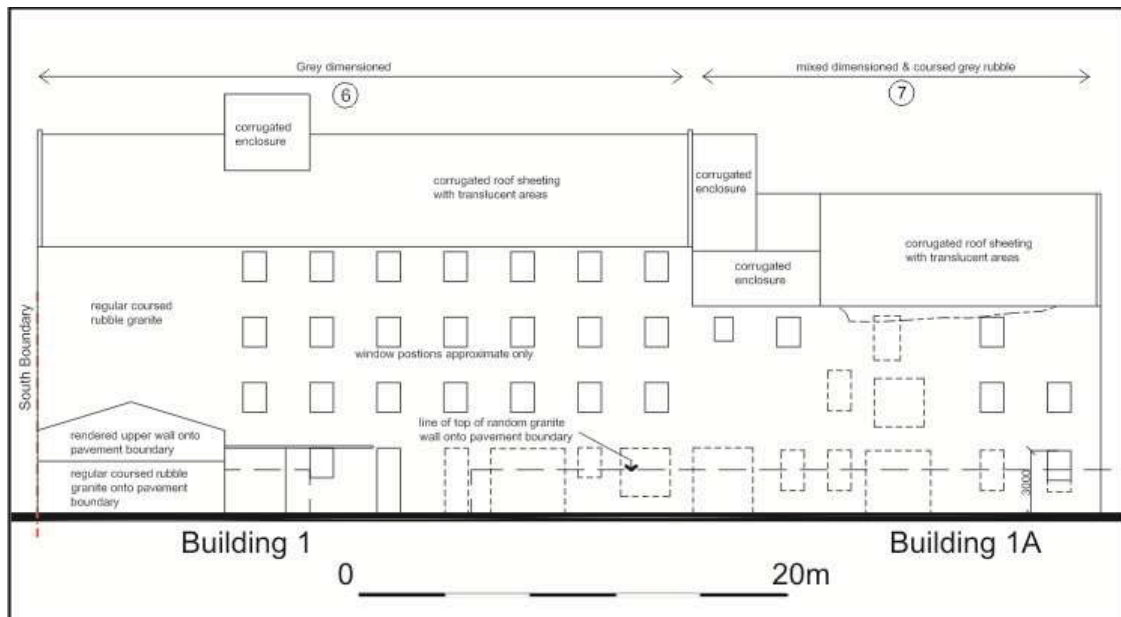 Grey dimensioned
6
mixed dimensioned & coursed grey rubble
7
corrugated
enclosure
corrugated roof sheeting
with translucent areas
corrugated
enclosure
corrugated
enclosure
corrugated roof sheeting
with translucent areas
regular coursed
rubble granite
South Boundary
window postions approximate only
line of top of random granite
wall onto pavement boundary
rendered upper wall onto
pavement boundary
regular coursed rubble
granite onto pavement
boundary
3000
Building 1
Building 1A
0
20m